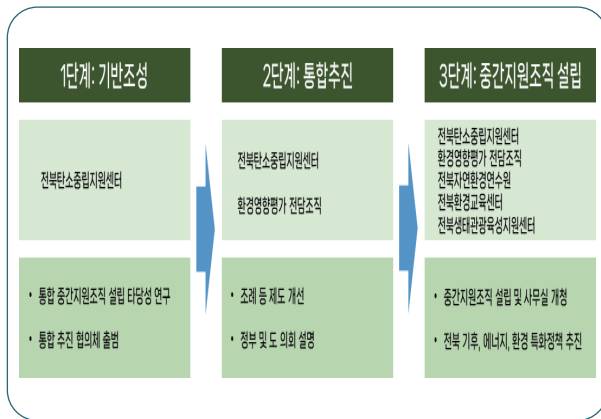 1단계: 기반조성
전북탄소중립지원센터
• 통합 중간지원조직 설립 타당성 연구
• 통합 추진 협의체 출범
2단계: 통합추진
전북탄소중립지원센터
환경영향평가 전담조직
• 조례 등 제도 개선
• 정부 및 도 의회 설명
3단계: 중간지원조직 설립
전북탄소중립지원센터
환경영향평가 전담조직
전북자연환경연수원
전북환경교육센터
전북생태관광육성지원센터
• 중간지원조직 설립 및 사무실 개청
• 전북 기후, 에너지, 환경 특화정책 추진